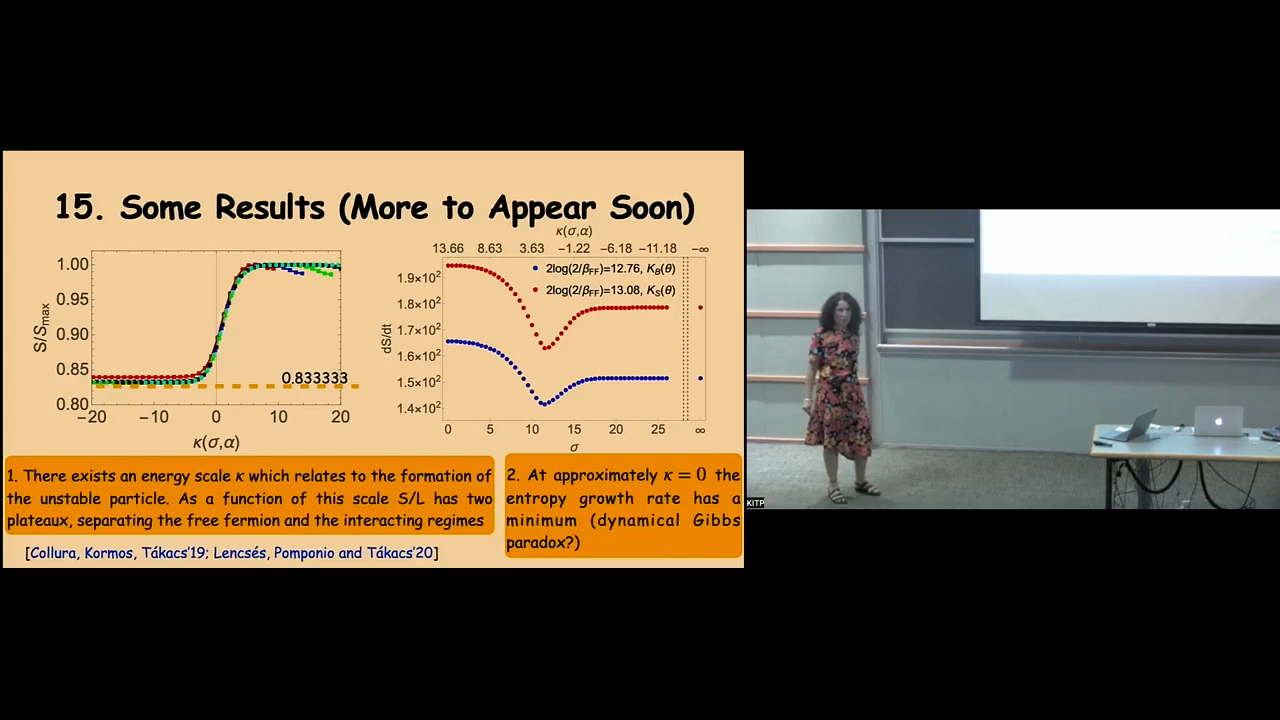 15. Some Results (More to Appear Soon)
S/Smax
1.00
0.95
0.90
0.85
0.80
0.833333
−20 −10 0 10 20
κ(σ,α)
κ(σ,α)
13.66 8.63 3.63 −1.22 −6.18 −11.18 −∞
dS/dt
1.9×10²
1.8×10²
1.7×10²
1.6×10²
1.5×10²
1.4×10²
2log(2/βFF)=12.76, KB(θ)
2log(2/βFF)=13.08, KS(θ)
0 5 10 15 20 25 ∞
σ
1. There exists an energy scale κ which relates to the formation of
the unstable particle. As a function of this scale S/L has two
plateaux, separating the free fermion and the interacting regimes
[Collura, Kormos, Tákacs'19; Lencsés, Pomponio and Tákacs'20]
2. At approximately κ = 0 the
entropy growth rate has a
minimum (dynamical Gibbs
paradox?)
KITP